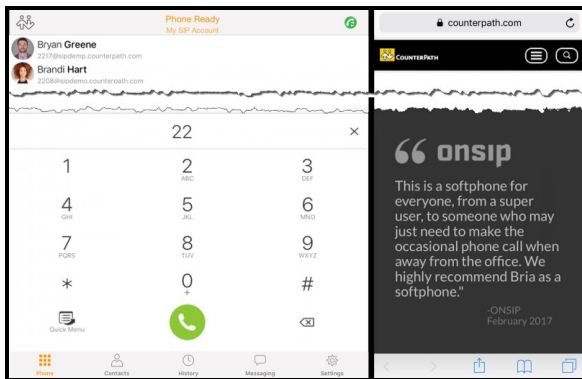 Phone Ready
My SIP Account
Bryan Greene
2217@sipdemp.counterpath.com
Brandi Hart
2208@sipdemo.counterpath.com
22
1
2
ABC
3
DEF
4
GHI
5
JKL
6
MNO
7
PQRS
8
TUV
9
WXYZ
*
0
+
#
Quick Menu
Phone
Contacts
History
Messaging
Settings
counterpath.com
COUNTERPATH
onsip
This is a softphone for
everyone, from a super
user, to someone who may
just need to make the
occasional phone call when
away from the office. We
highly recommend Bria as a
softphone."
-ONSIP
February 2017